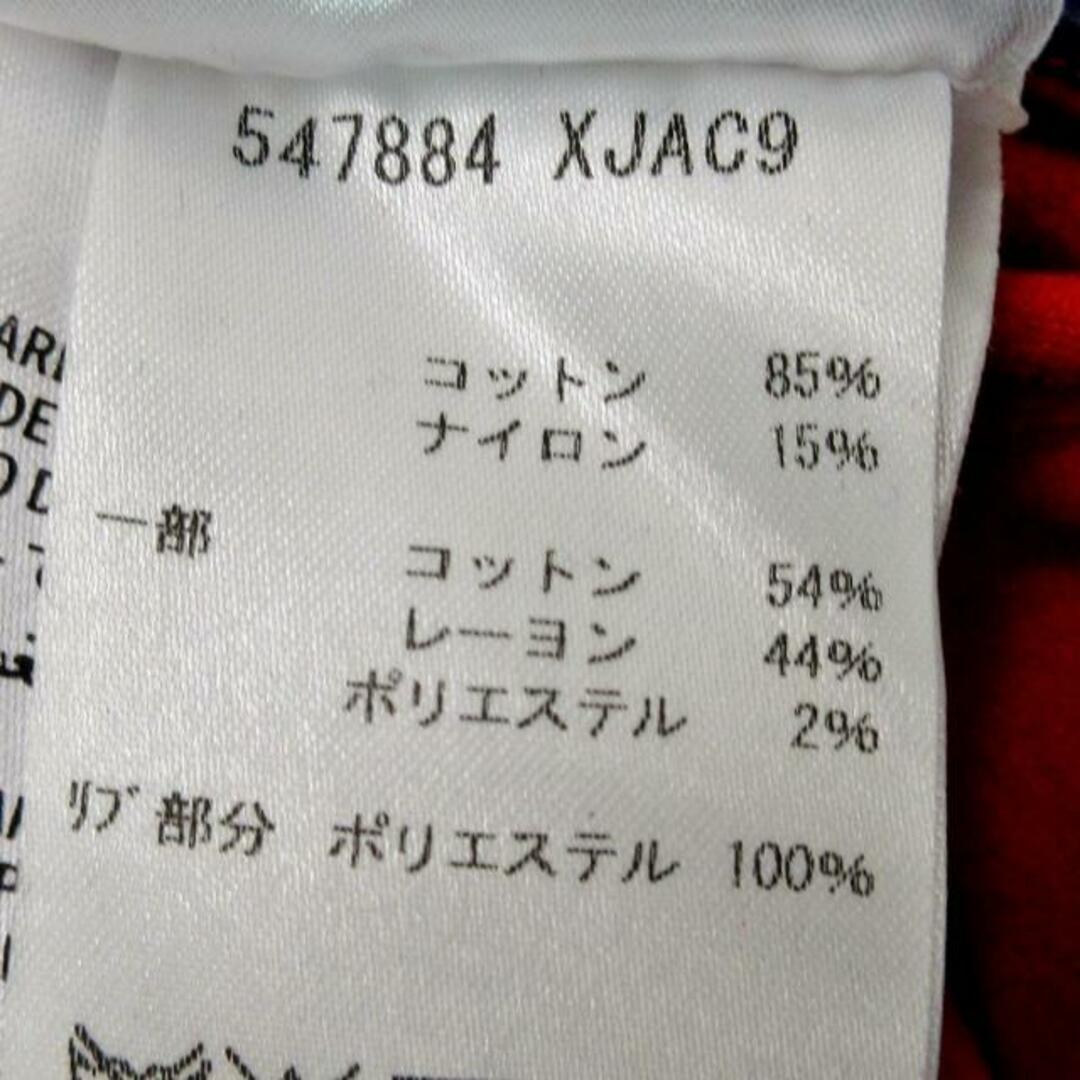 547884 XJAC9
コットン 85%
ナイロン 15%
一部
コットン 54%
レーヨン 44%
ポリエステル 2%
ﾘﾌﾞ部分 ポリエステル 100%
DE